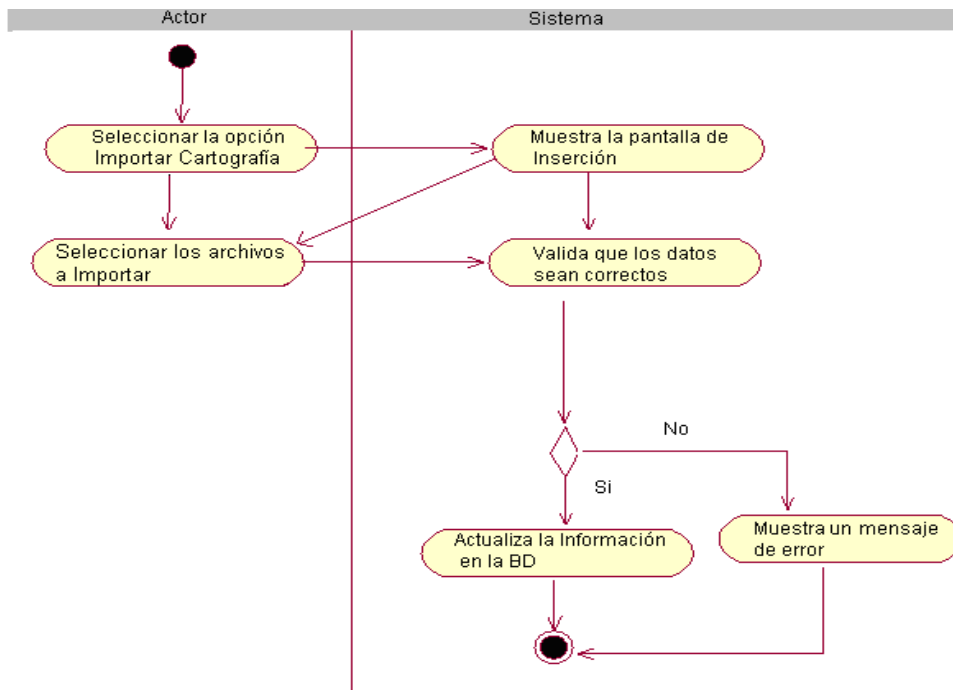 Actor
Sistema
Seleccionar la opción
Importar Cartografía
Muestra la pantalla de
Inserción
Seleccionar los archivos
a Importar
Valida que los datos
sean correctos
No
Si
Actualiza la Información
en la BD
Muestra un mensaje
de error